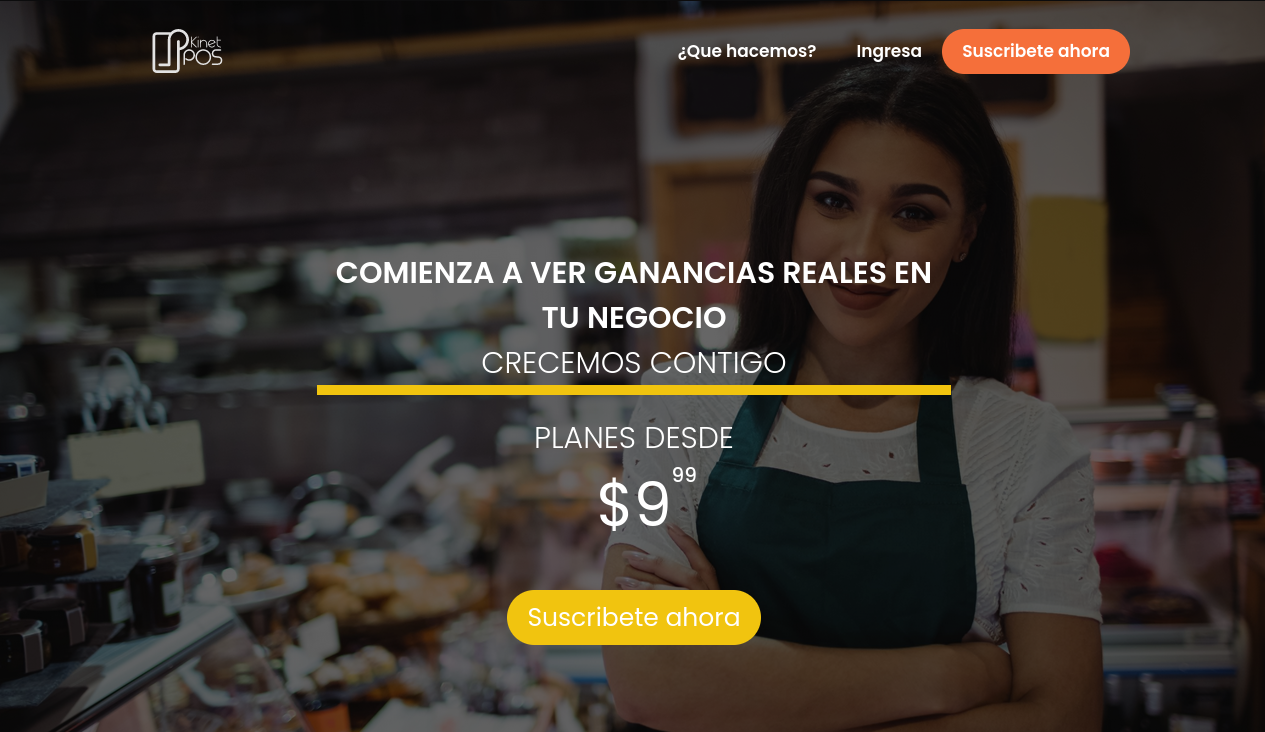 Kinet
POS
¿Que hacemos? Ingresa Suscribete ahora
COMIENZA A VER GANANCIAS REALES EN
TU NEGOCIO
CRECEMOS CONTIGO
PLANES DESDE
$9 99
Suscribete ahora